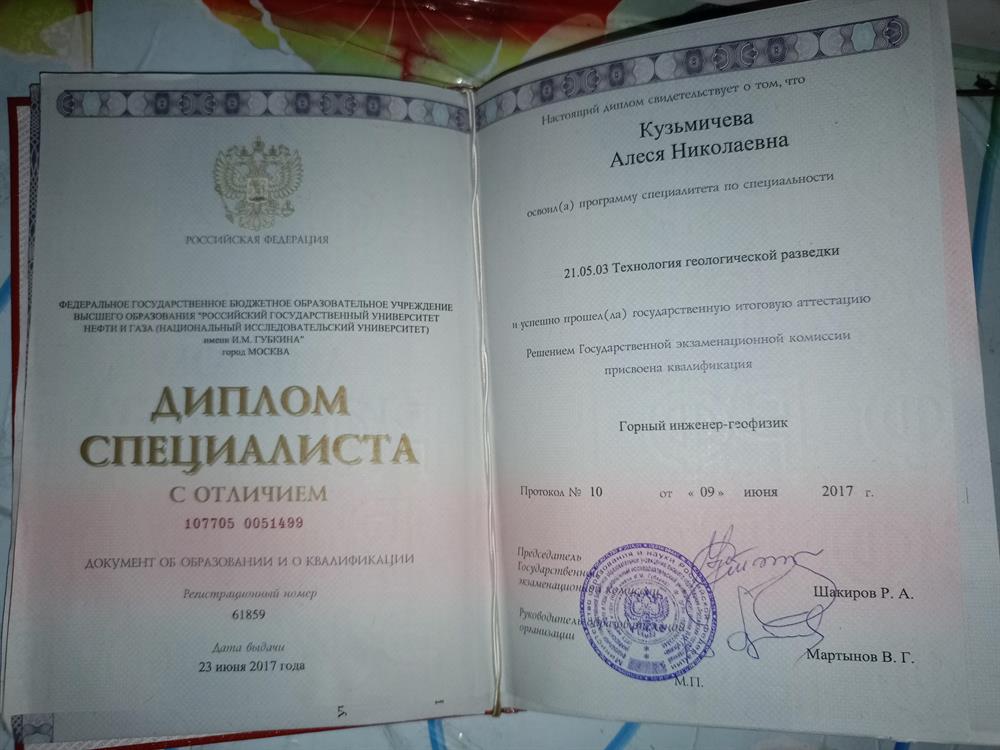 РОССИЙСКАЯ ФЕДЕРАЦИЯ
ФЕДЕРАЛЬНОЕ ГОСУДАРСТВЕННОЕ БЮДЖЕТНОЕ ОБРАЗОВАТЕЛЬНОЕ УЧРЕЖДЕНИЕ
ВЫСШЕГО ОБРАЗОВАНИЯ "РОССИЙСКИЙ ГОСУДАРСТВЕННЫЙ УНИВЕРСИТЕТ
НЕФТИ И ГАЗА (НАЦИОНАЛЬНЫЙ ИССЛЕДОВАТЕЛЬСКИЙ УНИВЕРСИТЕТ)
имени И.М. ГУБКИНА"
город МОСКВА
ДИПЛОМ
СПЕЦИАЛИСТА
С ОТЛИЧИЕМ
107705 0051499
ДОКУМЕНТ ОБ ОБРАЗОВАНИИ И О КВАЛИФИКАЦИИ
Регистрационный номер
61859
Дата выдачи
23 июня 2017 года
Настоящий диплом свидетельствует о том, что
Кузьмичева
Алеся Николаевна
освоил(а) программу специалитета по специальности
21.05.03 Технология геологической разведки
и успешно прошел(ла) государственную итоговую аттестацию
Решением Государственной экзаменационной комиссии
присвоена квалификация
Горный инженер-геофизик
Протокол № 10 от « 09 » июня 2017 г.
Председатель
Государственной
экзаменационной комиссии
Шакиров Р. А.
Руководитель образовательной
организации
Мартынов В. Г.
М.П.